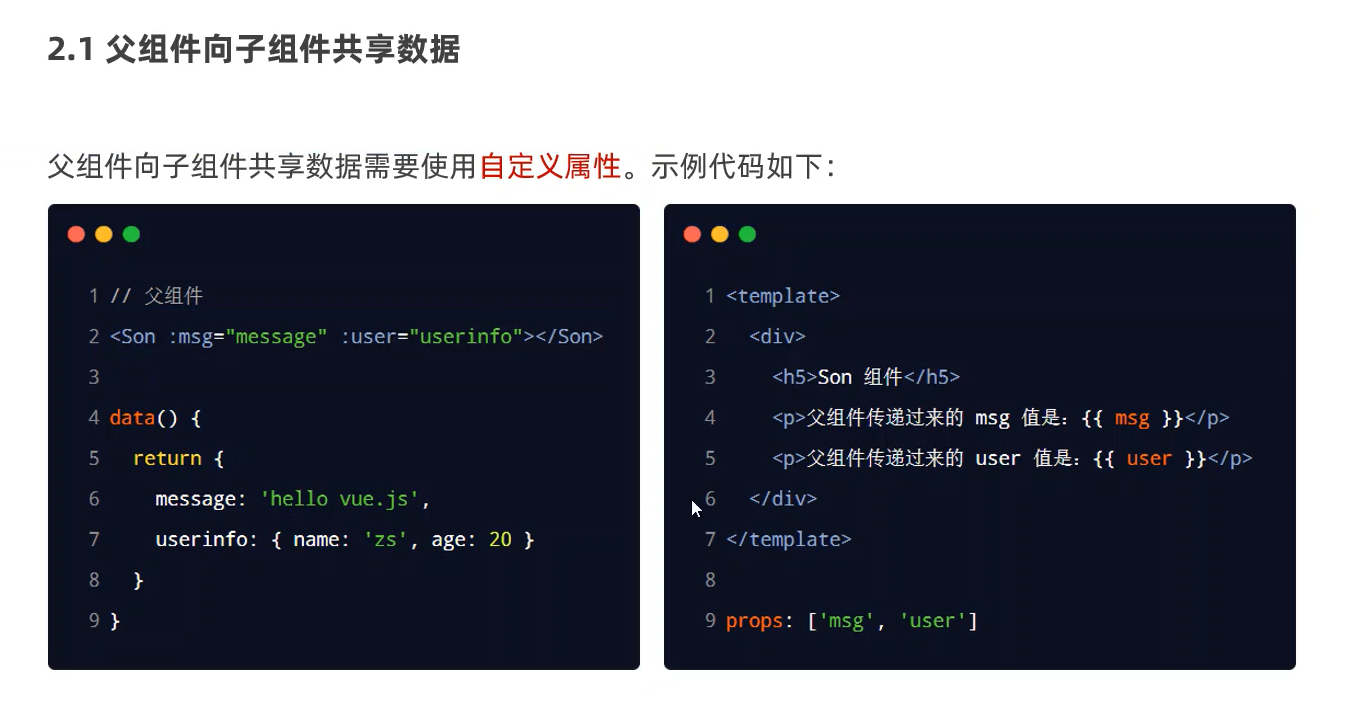 2.1 父组件向子组件共享数据
父组件向子组件共享数据需要使用自定义属性。示例代码如下：
1 // 父组件
2 <Son :msg="message" :user="userinfo"></Son>
3
4 data() {
5   return {
6     message: 'hello vue.js',
7     userinfo: { name: 'zs', age: 20 }
8   }
9 }
1 <template>
2   <div>
3     <h5>Son 组件</h5>
4     <p>父组件传递过来的 msg 值是：{{ msg }}</p>
5     <p>父组件传递过来的 user 值是：{{ user }}</p>
6   </div>
7 </template>
8
9 props: ['msg', 'user']